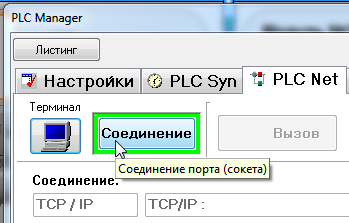 PLC Manager
Листинг
Настройки PLC Syn PLC Net
Терминал
Соединение Вызов
Соединение порта (сокета)
Соединение:
TCP / IP TCP/IP :